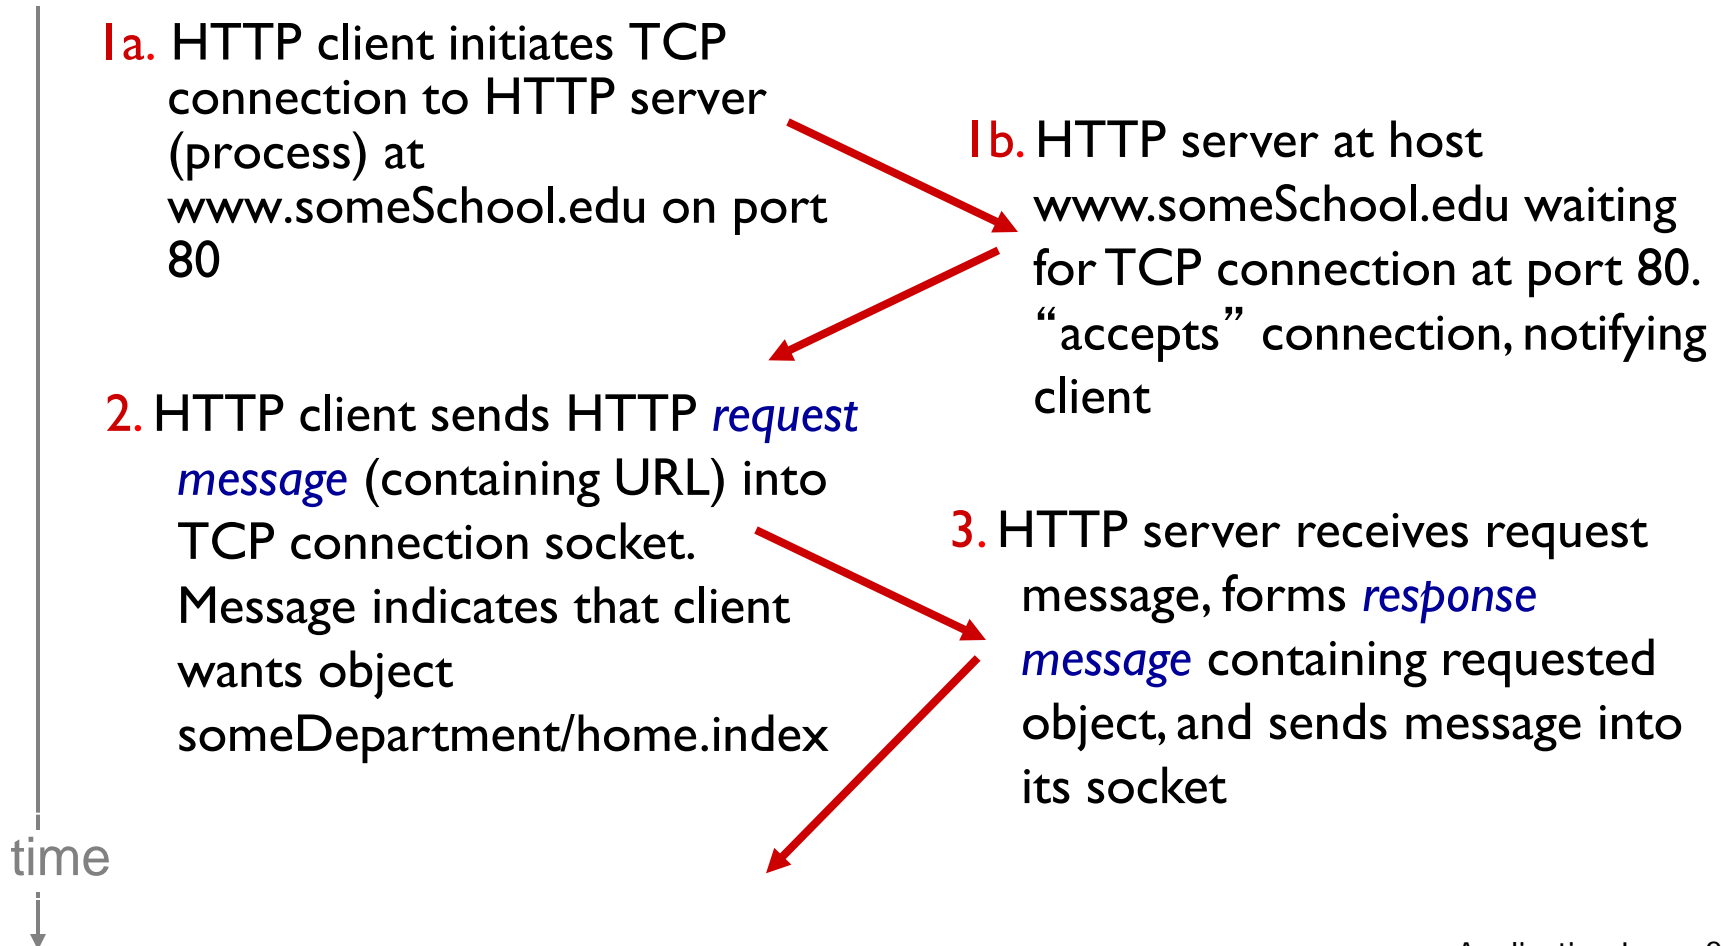 1a. HTTP client initiates TCP
connection to HTTP server
(process) at
www.someSchool.edu on port
80
1b. HTTP server at host
www.someSchool.edu waiting
for TCP connection at port 80.
“accepts” connection, notifying
client
2. HTTP client sends HTTP request
message (containing URL) into
TCP connection socket.
Message indicates that client
wants object
someDepartment/home.index
3. HTTP server receives request
message, forms response
message containing requested
object, and sends message into
its socket
time